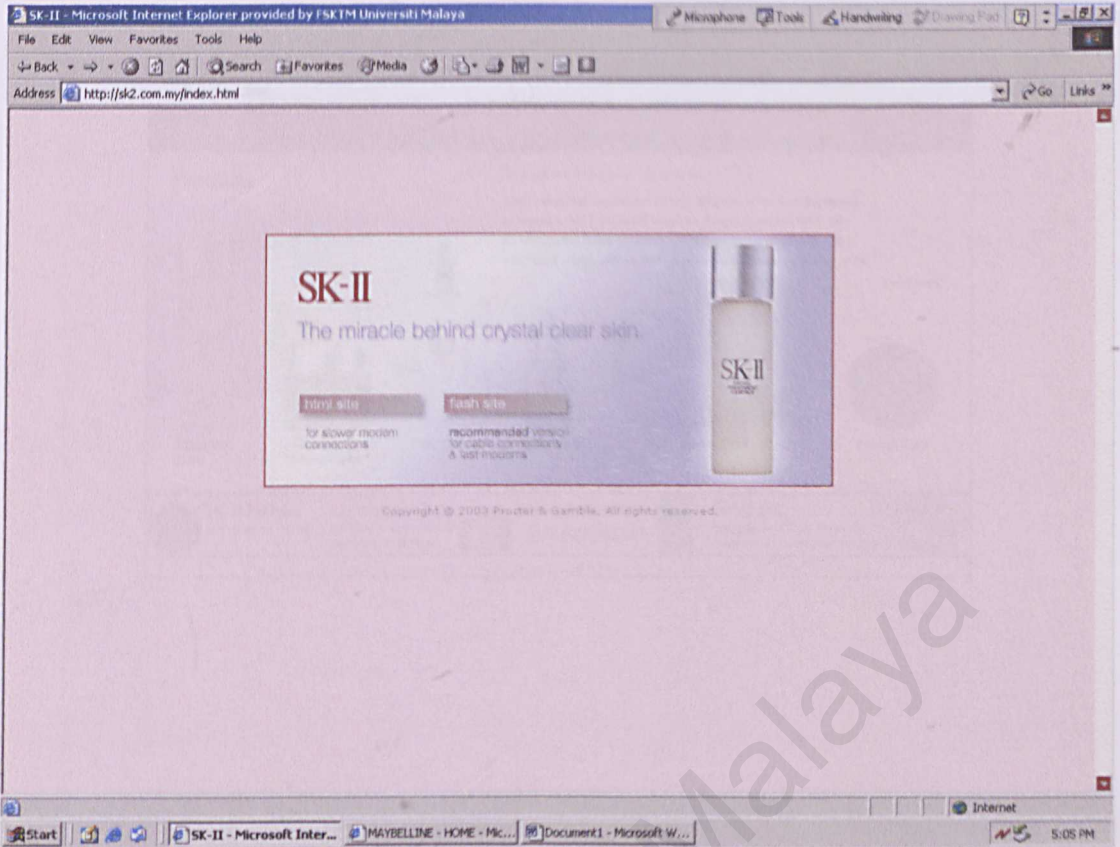 SK-II - Microsoft Internet Explorer provided by FSKTM Universiti Malaya
Microphone Tools Handwriting Drawing Pad
File Edit View Favorites Tools Help
Back Search Favorites Media
Address http://sk2.com.my/index.html Go Links »
SK-II
The miracle behind crystal clear skin.
SK-II
html site flash site
for slower modem recommended version
connections for cable connections
& fast modems
Copyright @ 2003 Procter & Gamble, All rights reserved.
Malaya
Internet
Start SK-II - Microsoft Inter... MAYBELLINE - HOME - Mic... Document1 - Microsoft W... 5:05 PM